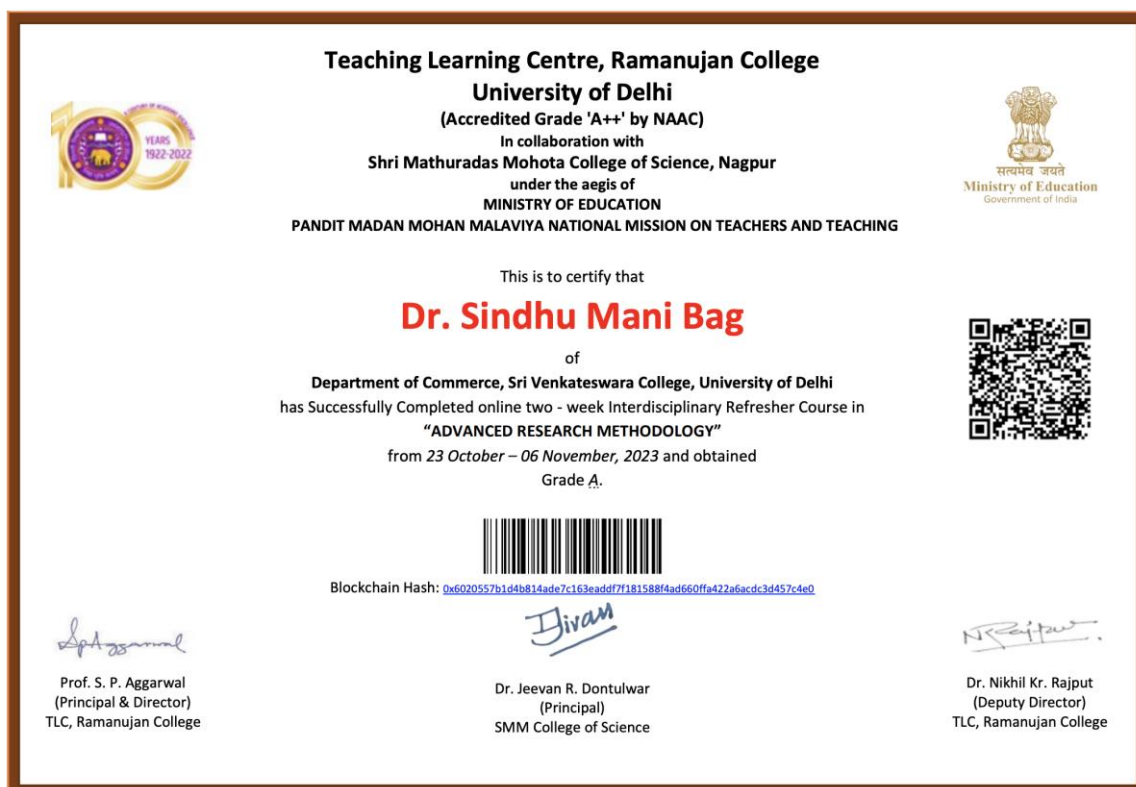 Teaching Learning Centre, Ramanujan College
University of Delhi
(Accredited Grade 'A++' by NAAC)
In collaboration with
Shri Mathuradas Mohota College of Science, Nagpur
under the aegis of
MINISTRY OF EDUCATION
PANDIT MADAN MOHAN MALAVIYA NATIONAL MISSION ON TEACHERS AND TEACHING
YEARS
1922-2022
सत्यमेव जयते
Ministry of Education
Government of India
This is to certify that
Dr. Sindhu Mani Bag
of
Department of Commerce, Sri Venkateswara College, University of Delhi
has Successfully Completed online two - week Interdisciplinary Refresher Course in
“ADVANCED RESEARCH METHODOLOGY”
from 23 October – 06 November, 2023 and obtained
Grade A.
Blockchain Hash: 0x6020557b1d4b814ade7c163eaddf7f181588f4ad660ffa422a6acdc3d457c4e0
SpAggarwal
Prof. S. P. Aggarwal
(Principal & Director)
TLC, Ramanujan College
Jivan
Dr. Jeevan R. Dontulwar
(Principal)
SMM College of Science
NKRajput
Dr. Nikhil Kr. Rajput
(Deputy Director)
TLC, Ramanujan College